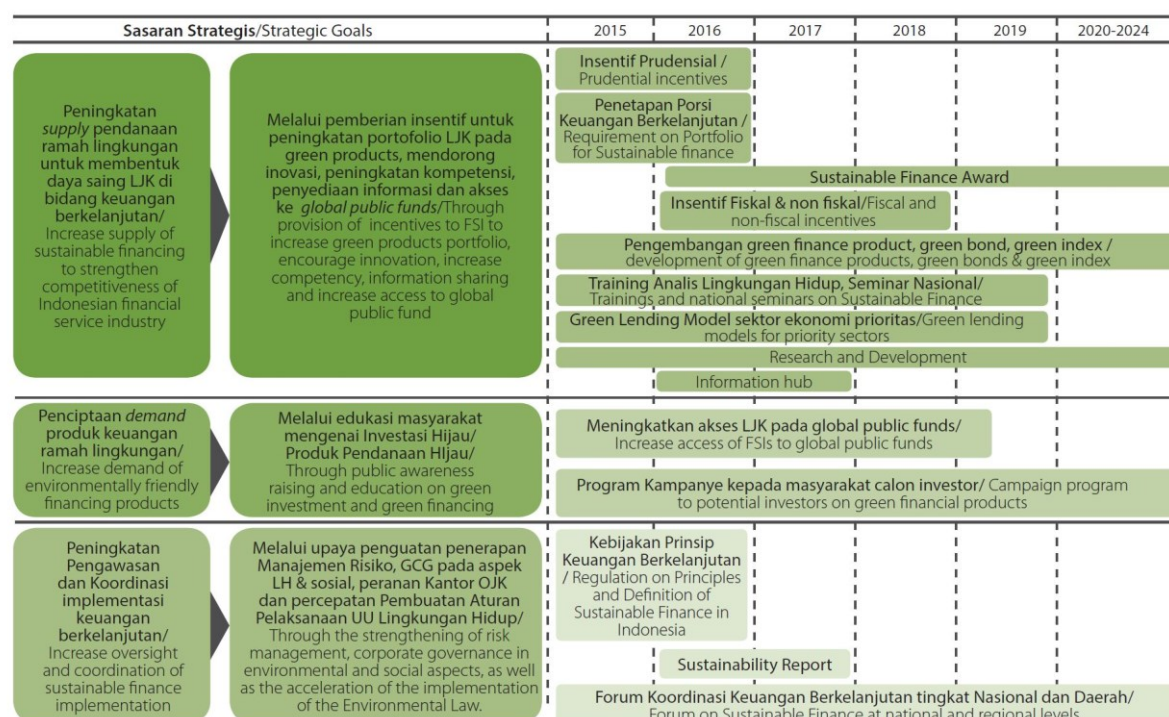 Sasaran Strategis/Strategic Goals
2015
2016
2017
2018
2019
2020-2024
Peningkatan
supply pendanaan
ramah lingkungan
untuk membentuk
daya saing LJK di
bidang keuangan
berkelanjutan/
Increase supply of
sustainable financing
to strengthen
competitiveness of
Indonesian financial
service industry
Melalui pemberian insentif untuk
peningkatan portofolio LJK pada
green products, mendorong
inovasi, peningkatan kompetensi,
penyediaan informasi dan akses
ke global public funds/Through
provision of incentives to FSI to
increase green products portfolio,
encourage innovation, increase
competency, information sharing
and increase access to global
public fund
Insentif Prudensial /
Prudential incentives
Penetapan Porsi
Keuangan Berkelanjutan /
Requirement on Portfolio
for Sustainable finance
Sustainable Finance Award
Insentif Fiskal & non fiskal/Fiscal and
non-fiscal incentives
Pengembangan green finance product, green bond, green index /
development of green finance products, green bonds & green index
Training Analis Lingkungan Hidup, Seminar Nasional/
Trainings and national seminars on Sustainable Finance
Green Lending Model sektor ekonomi prioritas/Green lending
models for priority sectors
Research and Development
Information hub
Penciptaan demand
produk keuangan
ramah lingkungan/
Increase demand of
environmentally friendly
financing products
Melalui edukasi masyarakat
mengenai Investasi Hijau/
Produk Pendanaan HIjau/
Through public awareness
raising and education on green
investment and green financing
Meningkatkan akses LJK pada global public funds/
Increase access of FSIs to global public funds
Program Kampanye kepada masyarakat calon investor/ Campaign program
to potential investors on green financial products
Peningkatan
Pengawasan
dan Koordinasi
implementasi
keuangan
berkelanjutan/
Increase oversight
and coordination of
sustainable finance
implementation
Melalui upaya penguatan penerapan
Manajemen Risiko, GCG pada aspek
LH & sosial, peranan Kantor OJK
dan percepatan Pembuatan Aturan
Pelaksanaan UU Lingkungan Hidup/
Through the strengthening of risk
management, corporate governance in
environmental and social aspects, as well
as the acceleration of the implementation
of the Environmental Law.
Kebijakan Prinsip
Keuangan Berkelanjutan
/ Regulation on Principles
and Definition of
Sustainable Finance in
Indonesia
Sustainability Report
Forum Koordinasi Keuangan Berkelanjutan tingkat Nasional dan Daerah/
Forum on Sustainable Finance at national and regional levels